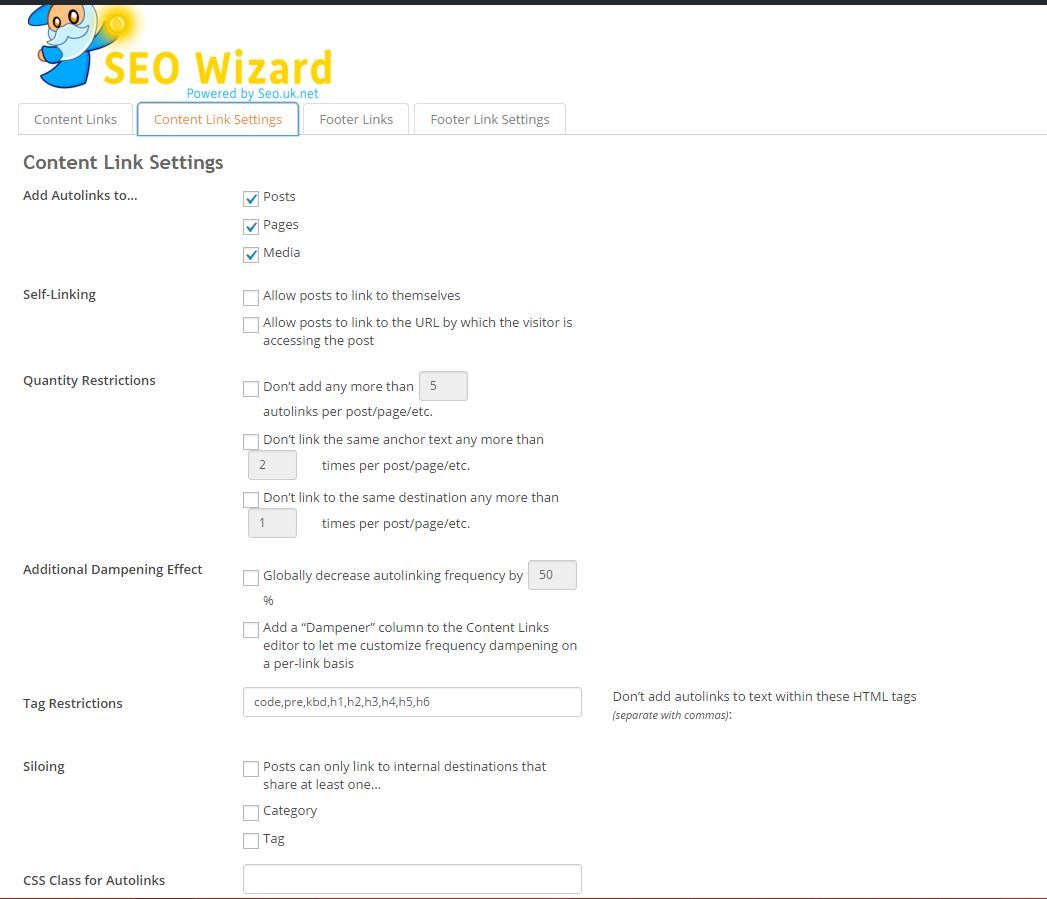 SEO Wizard
Powered by Seo.uk.net
Content Links
Content Link Settings
Footer Links
Footer Link Settings
Content Link Settings
Add Autolinks to...
Posts
Pages
Media
Self-Linking
Allow posts to link to themselves
Allow posts to link to the URL by which the visitor is
accessing the post
Quantity Restrictions
Don’t add any more than 5
autolinks per post/page/etc.
Don’t link the same anchor text any more than
2 times per post/page/etc.
Don’t link to the same destination any more than
1 times per post/page/etc.
Additional Dampening Effect
Globally decrease autolinking frequency by 50
%
Add a “Dampener” column to the Content Links
editor to let me customize frequency dampening on
a per-link basis
Tag Restrictions
code,pre,kbd,h1,h2,h3,h4,h5,h6
Don’t add autolinks to text within these HTML tags
(separate with commas):
Siloing
Posts can only link to internal destinations that
share at least one...
Category
Tag
CSS Class for Autolinks